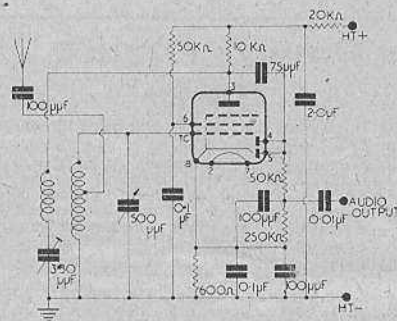 20KΩ
HT+
50KΩ
10 KΩ
75μμF
3
100μμF
2·0μF
6
TC
4
5
8
2
7
50KΩ
500 μμF
0·1 μF
100μμF
0·01μF
AUDIO OUTPUT
250KΩ
350 μμF
600Ω
0·1μF
100μμF
HT-